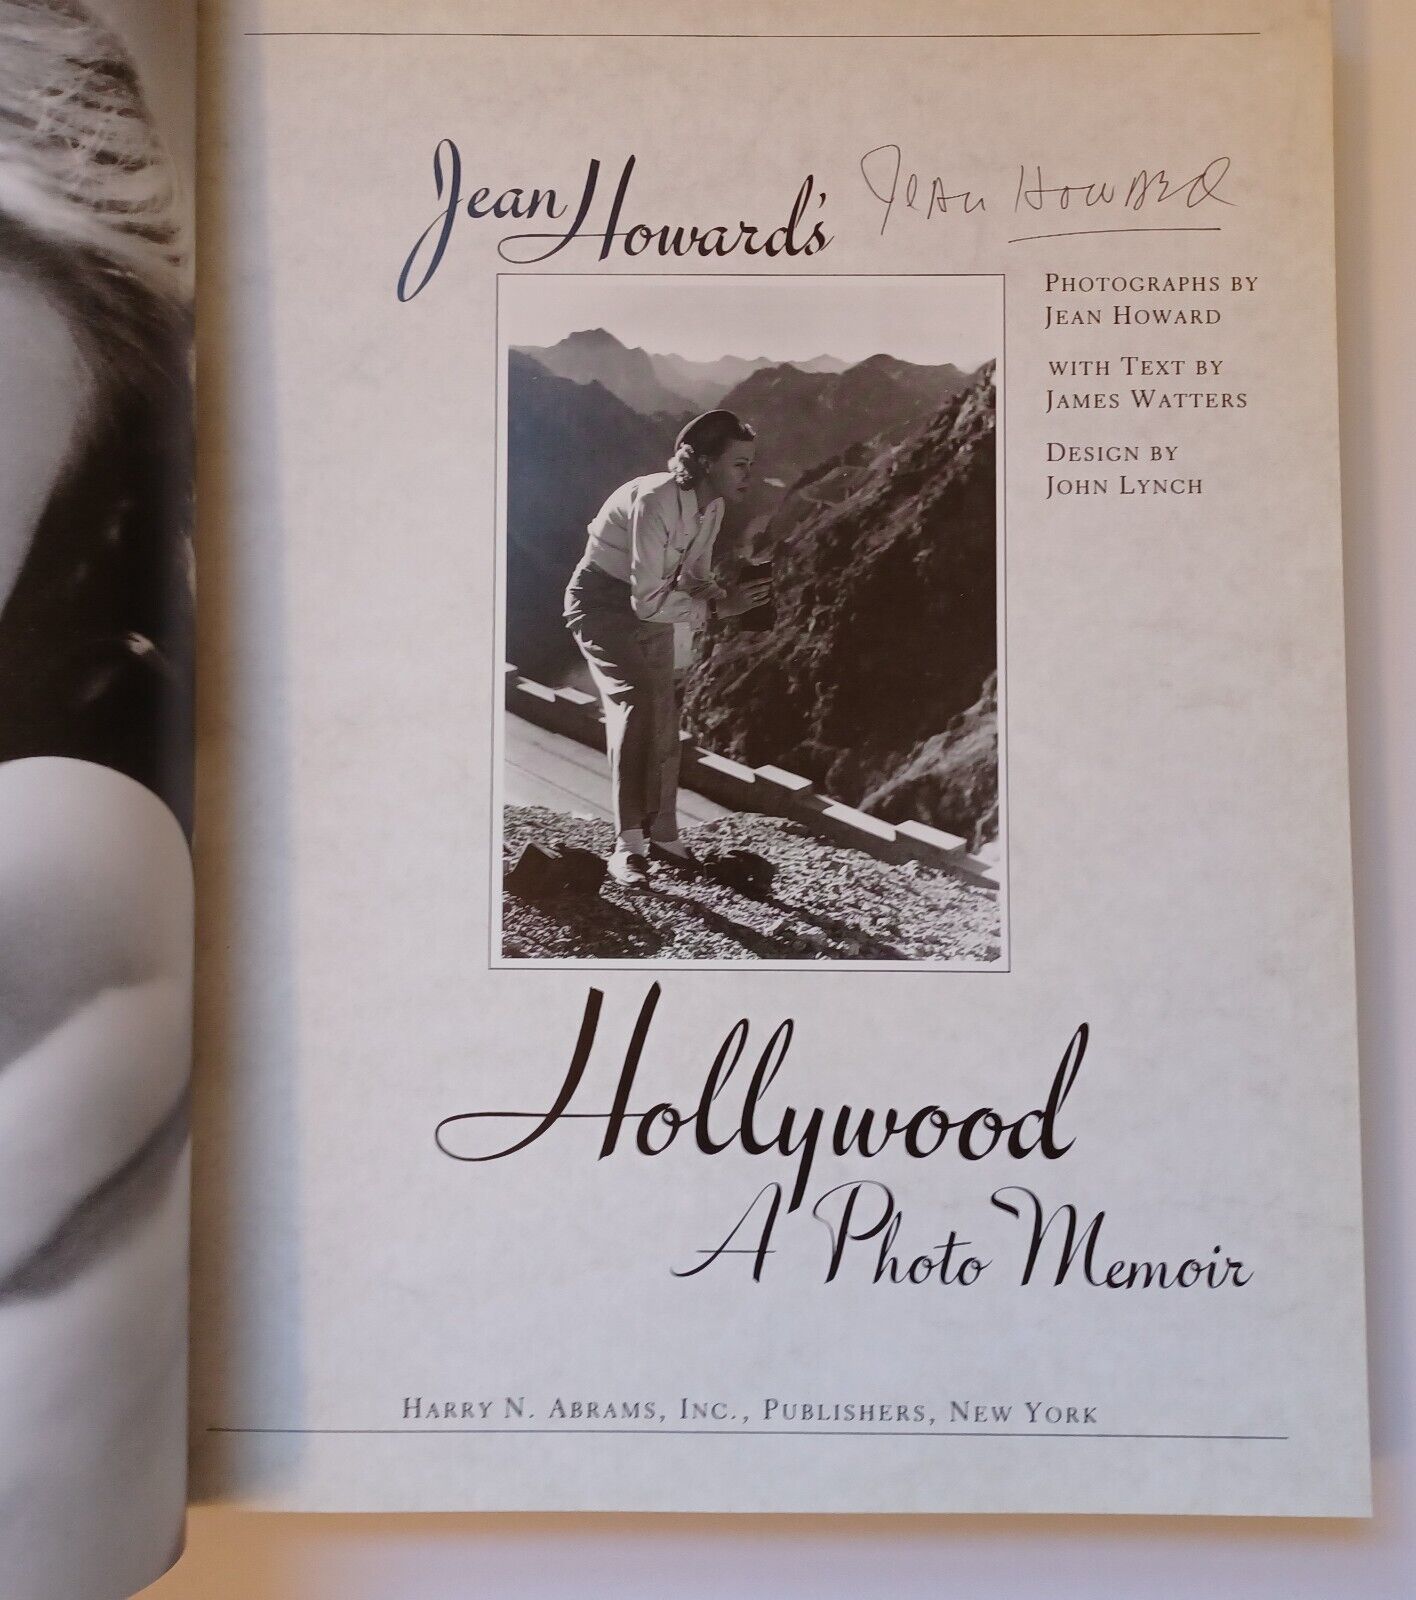 Jean Howard's
Jean Howard
PHOTOGRAPHS BY
JEAN HOWARD
WITH TEXT BY
JAMES WATTERS
DESIGN BY
JOHN LYNCH
Hollywood
A Photo Memoir
HARRY N. ABRAMS, INC., PUBLISHERS, NEW YORK